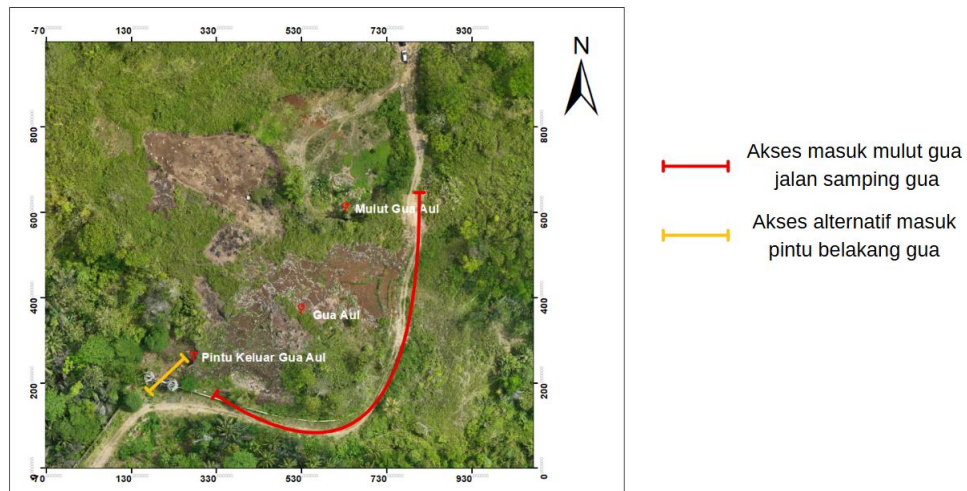 -70 130 330 530 730 930
N
800 800
600 600
400 400
200 200
0 0
-70 130 330 530 730 930
Mulut Gua Aul
Gua Aul
Pintu Keluar Gua Aul
Akses masuk mulut gua
jalan samping gua
Akses alternatif masuk
pintu belakang gua